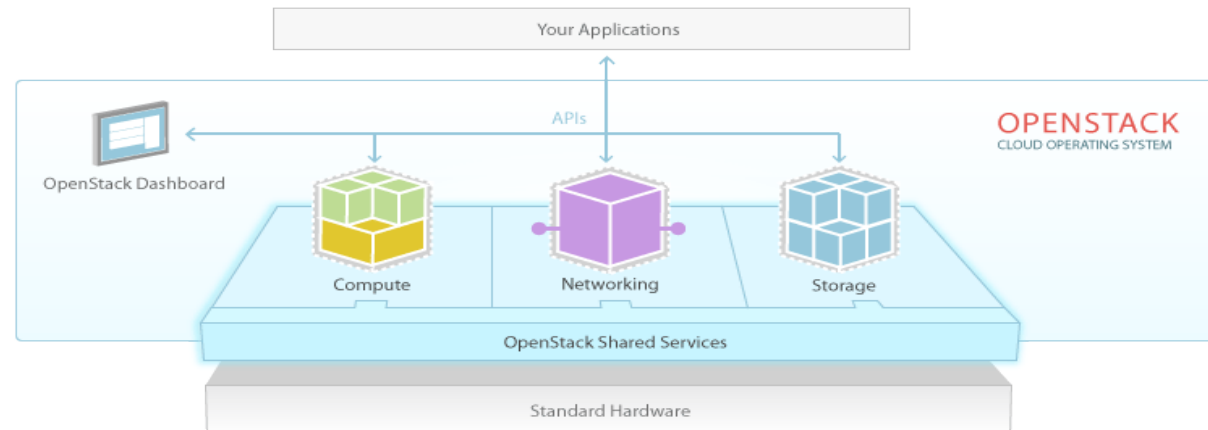 Your Applications
APIs
OPENSTACK
CLOUD OPERATING SYSTEM
OpenStack Dashboard
Compute
Networking
Storage
OpenStack Shared Services
Standard Hardware